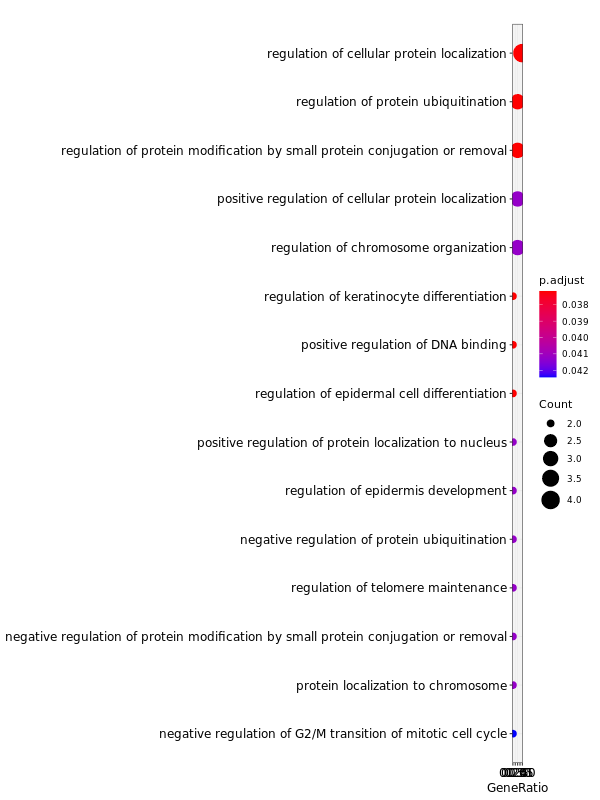 regulation of cellular protein localization
regulation of protein ubiquitination
regulation of protein modification by small protein conjugation or removal
positive regulation of cellular protein localization
regulation of chromosome organization
regulation of keratinocyte differentiation
positive regulation of DNA binding
regulation of epidermal cell differentiation
positive regulation of protein localization to nucleus
regulation of epidermis development
negative regulation of protein ubiquitination
regulation of telomere maintenance
negative regulation of protein modification by small protein conjugation or removal
protein localization to chromosome
negative regulation of G2/M transition of mitotic cell cycle
GeneRatio
p.adjust
0.038
0.039
0.040
0.041
0.042
Count
2.0
2.5
3.0
3.5
4.0